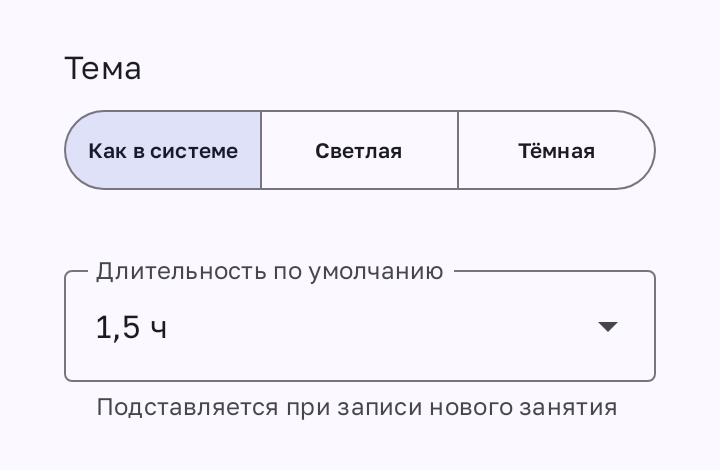 Тема
Как в системе
Светлая
Тёмная
Длительность по умолчанию
1,5 ч
Подставляется при записи нового занятия